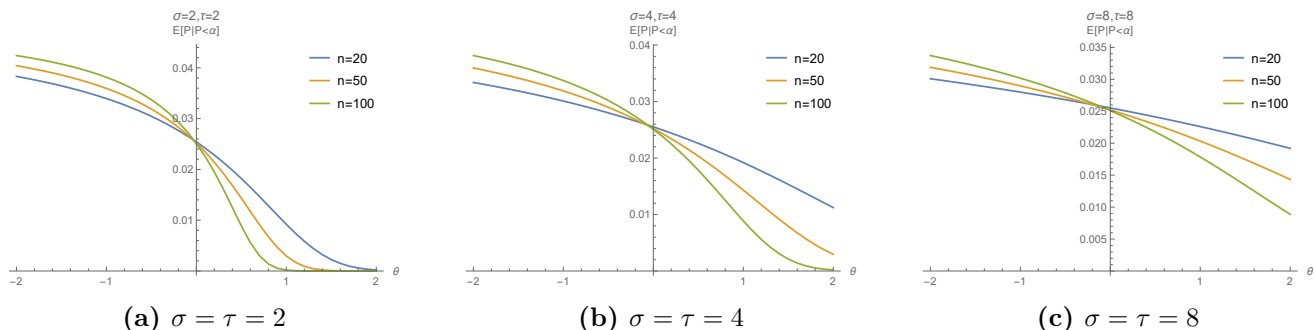 σ=2,τ=2
E[P|P<α]
0.04
0.03
0.02
0.01
−2
−1
1
2
θ
n=20
n=50
n=100
(a) σ = τ = 2
σ=4,τ=4
E[P|P<α]
0.04
0.03
0.02
0.01
−2
−1
1
2
θ
n=20
n=50
n=100
(b) σ = τ = 4
σ=8,τ=8
E[P|P<α]
0.035
0.030
0.025
0.020
0.015
0.010
0.005
−2
−1
1
2
θ
n=20
n=50
n=100
(c) σ = τ = 8